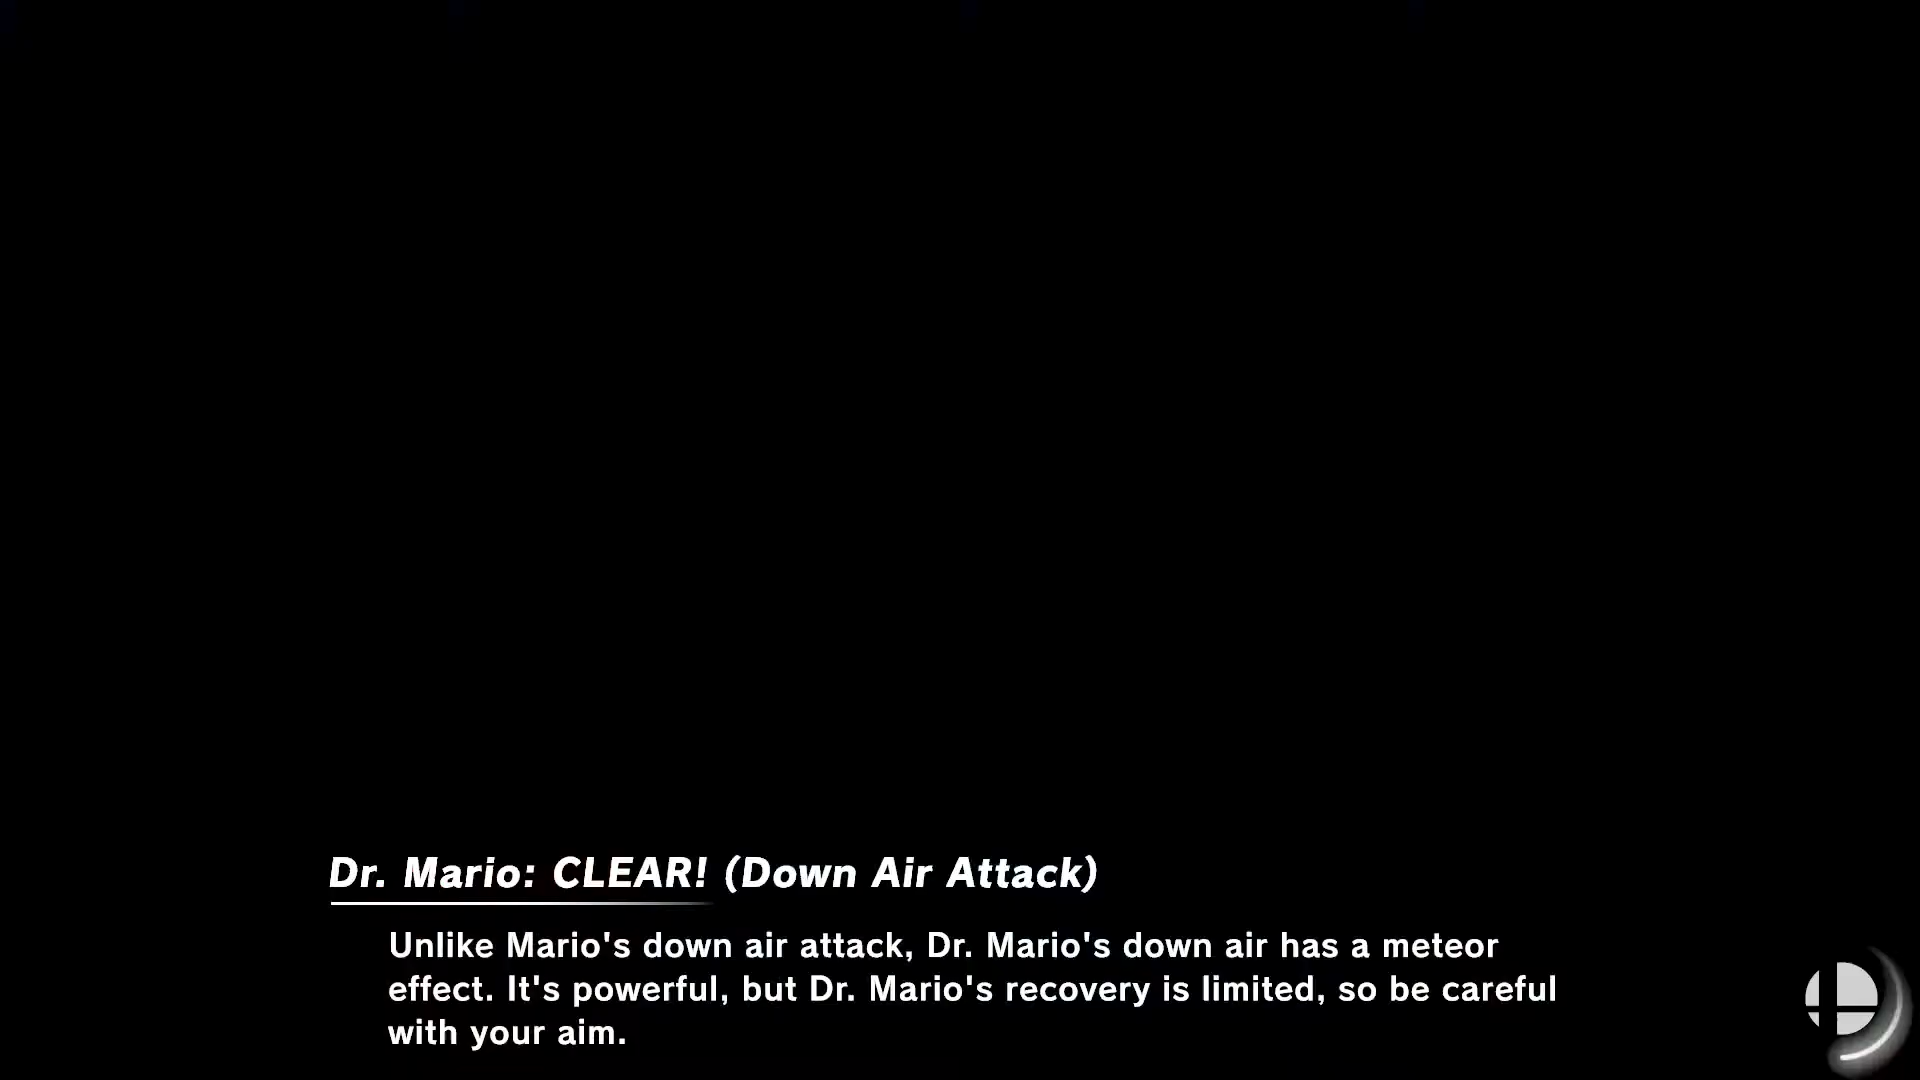 Dr. Mario: CLEAR! (Down Air Attack)
Unlike Mario's down air attack, Dr. Mario's down air has a meteor
effect. It's powerful, but Dr. Mario's recovery is limited, so be careful
with your aim.